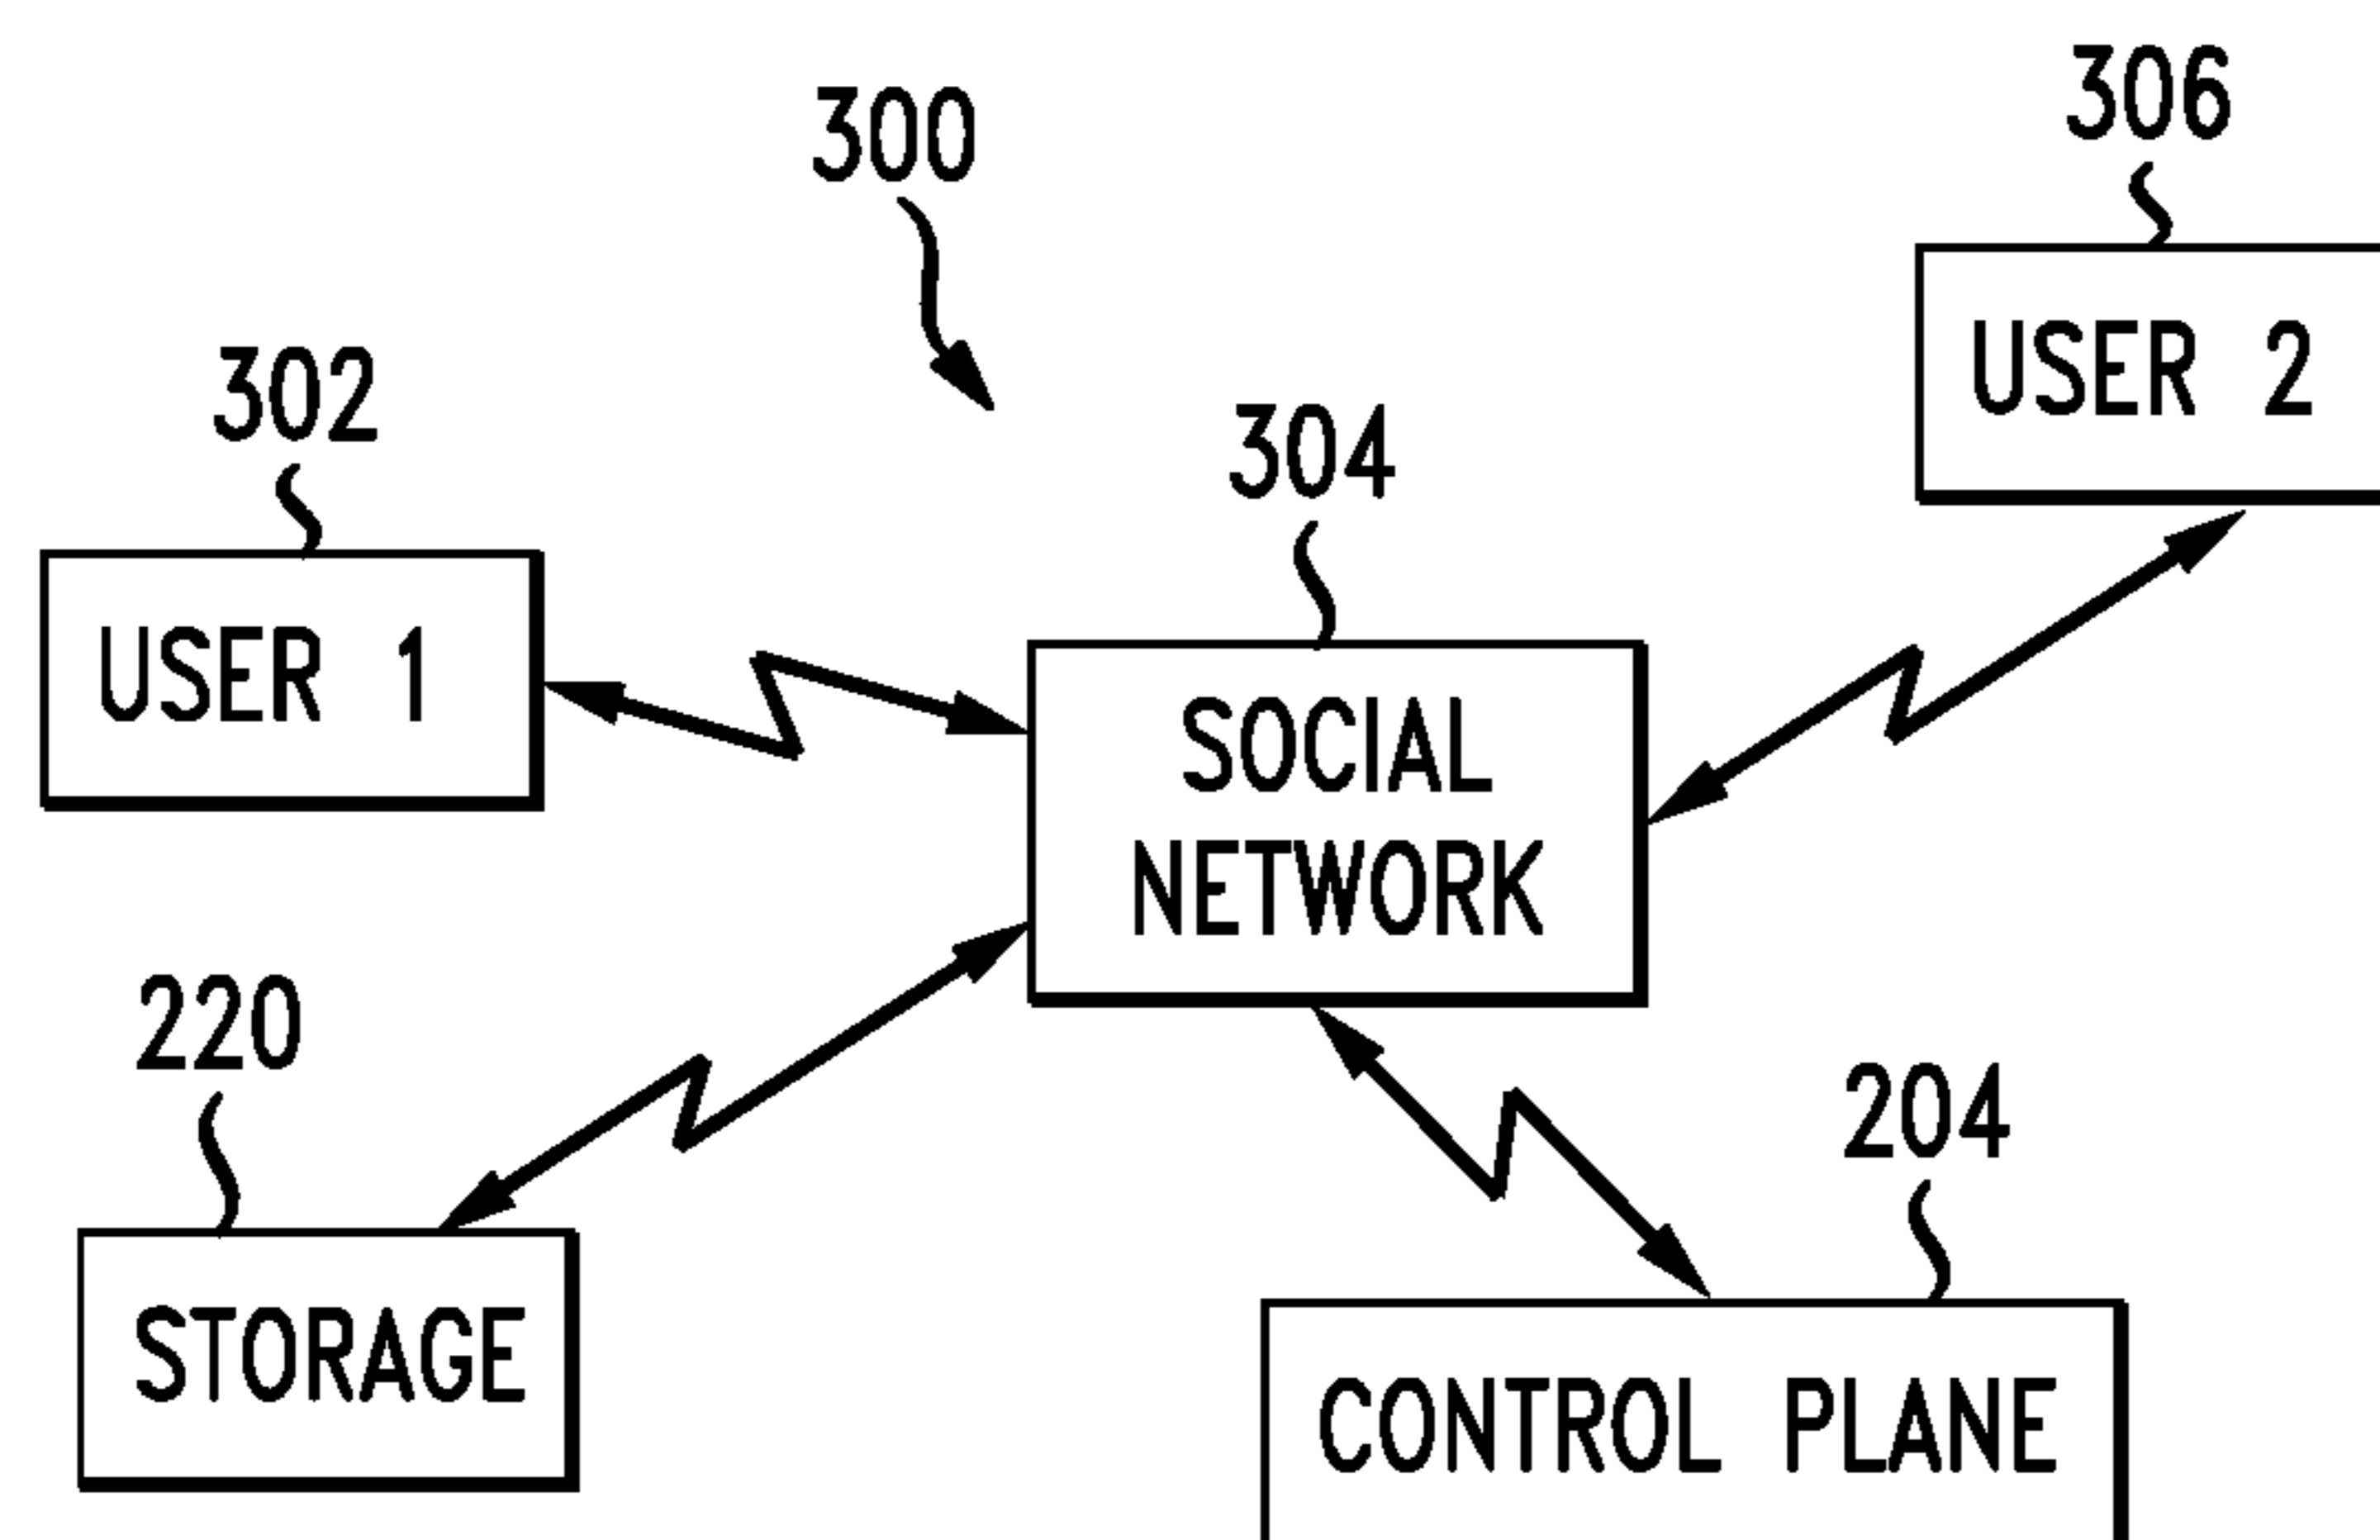 300
306
USER 2
302
304
USER 1
SOCIAL
NETWORK
220
204
STORAGE
CONTROL PLANE